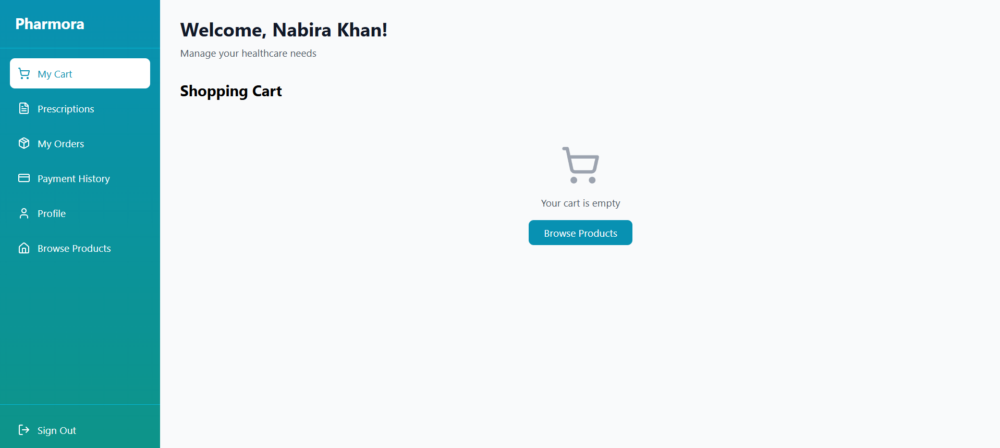 Pharmora
My Cart
Prescriptions
My Orders
Payment History
Profile
Browse Products
Sign Out
Welcome, Nabira Khan!
Manage your healthcare needs
Shopping Cart
Your cart is empty
Browse Products